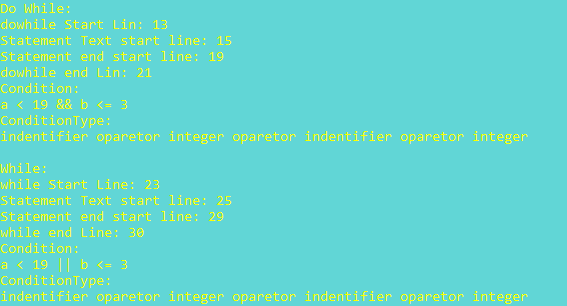 Do While:
dowhile Start Lin: 13
Statement Text start line: 15
Statement end start line: 19
dowhile end Lin: 21
Condition:
a < 19 && b <= 3
ConditionType:
indentifier oparetor integer oparetor indentifier oparetor integer
While:
while Start Line: 23
Statement Text start line: 25
Statement end start line: 29
while end Line: 30
Condition:
a < 19 || b <= 3
ConditionType:
indentifier oparetor integer oparetor indentifier oparetor integer